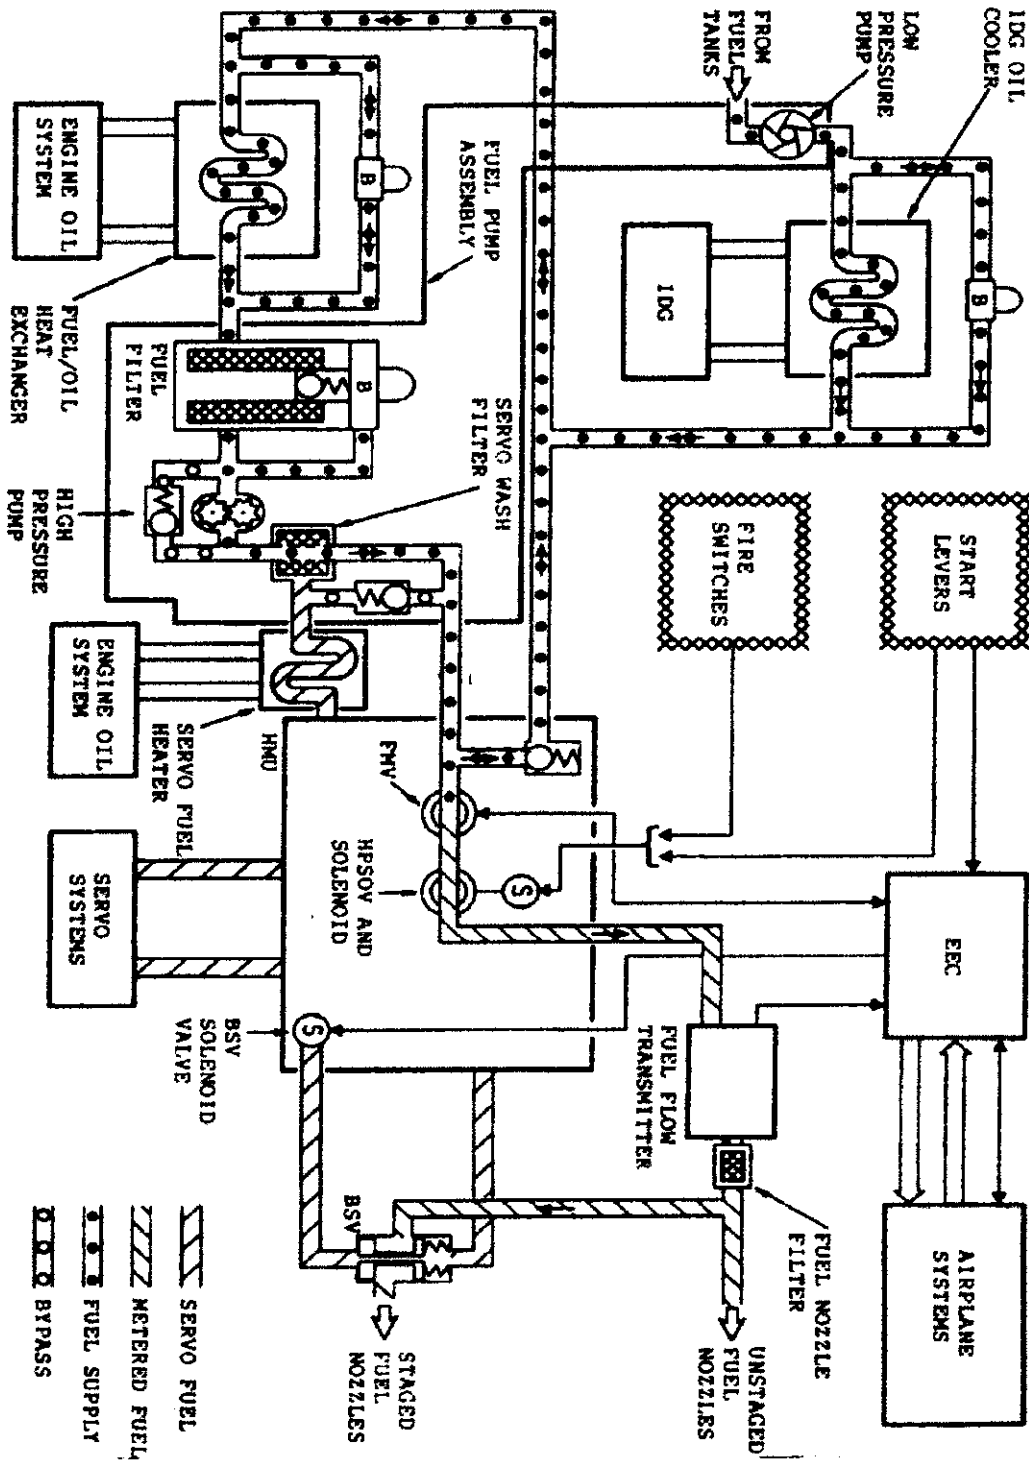 IDG OIL
COOLER
LOW
PRESSURE
PUMP
FROM
FUEL
TANKS
B
IDG
FUEL PUMP
ASSEMBLY
B
ENGINE OIL
SYSTEM
FUEL/OIL
HEAT
EXCHANGER
FUEL
FILTER
B
SERVO WASH
FILTER
HIGH
PRESSURE
PUMP
START
LEVERS
FIRE
SWITCHES
ENGINE OIL
SYSTEM
SERVO FUEL
HEATER
HMU
FMV
HPSOV AND
SOLENOID
S
SERVO
SYSTEMS
EEC
S
BSV
SOLENOID
VALVE
FUEL FLOW
TRANSMITTER
FUEL NOZZLE
FILTER
AIRPLANE
SYSTEMS
BSV
UNSTAGED
FUEL
NOZZLES
STAGED
FUEL
NOZZLES
SERVO FUEL
METERED FUEL
FUEL SUPPLY
BYPASS